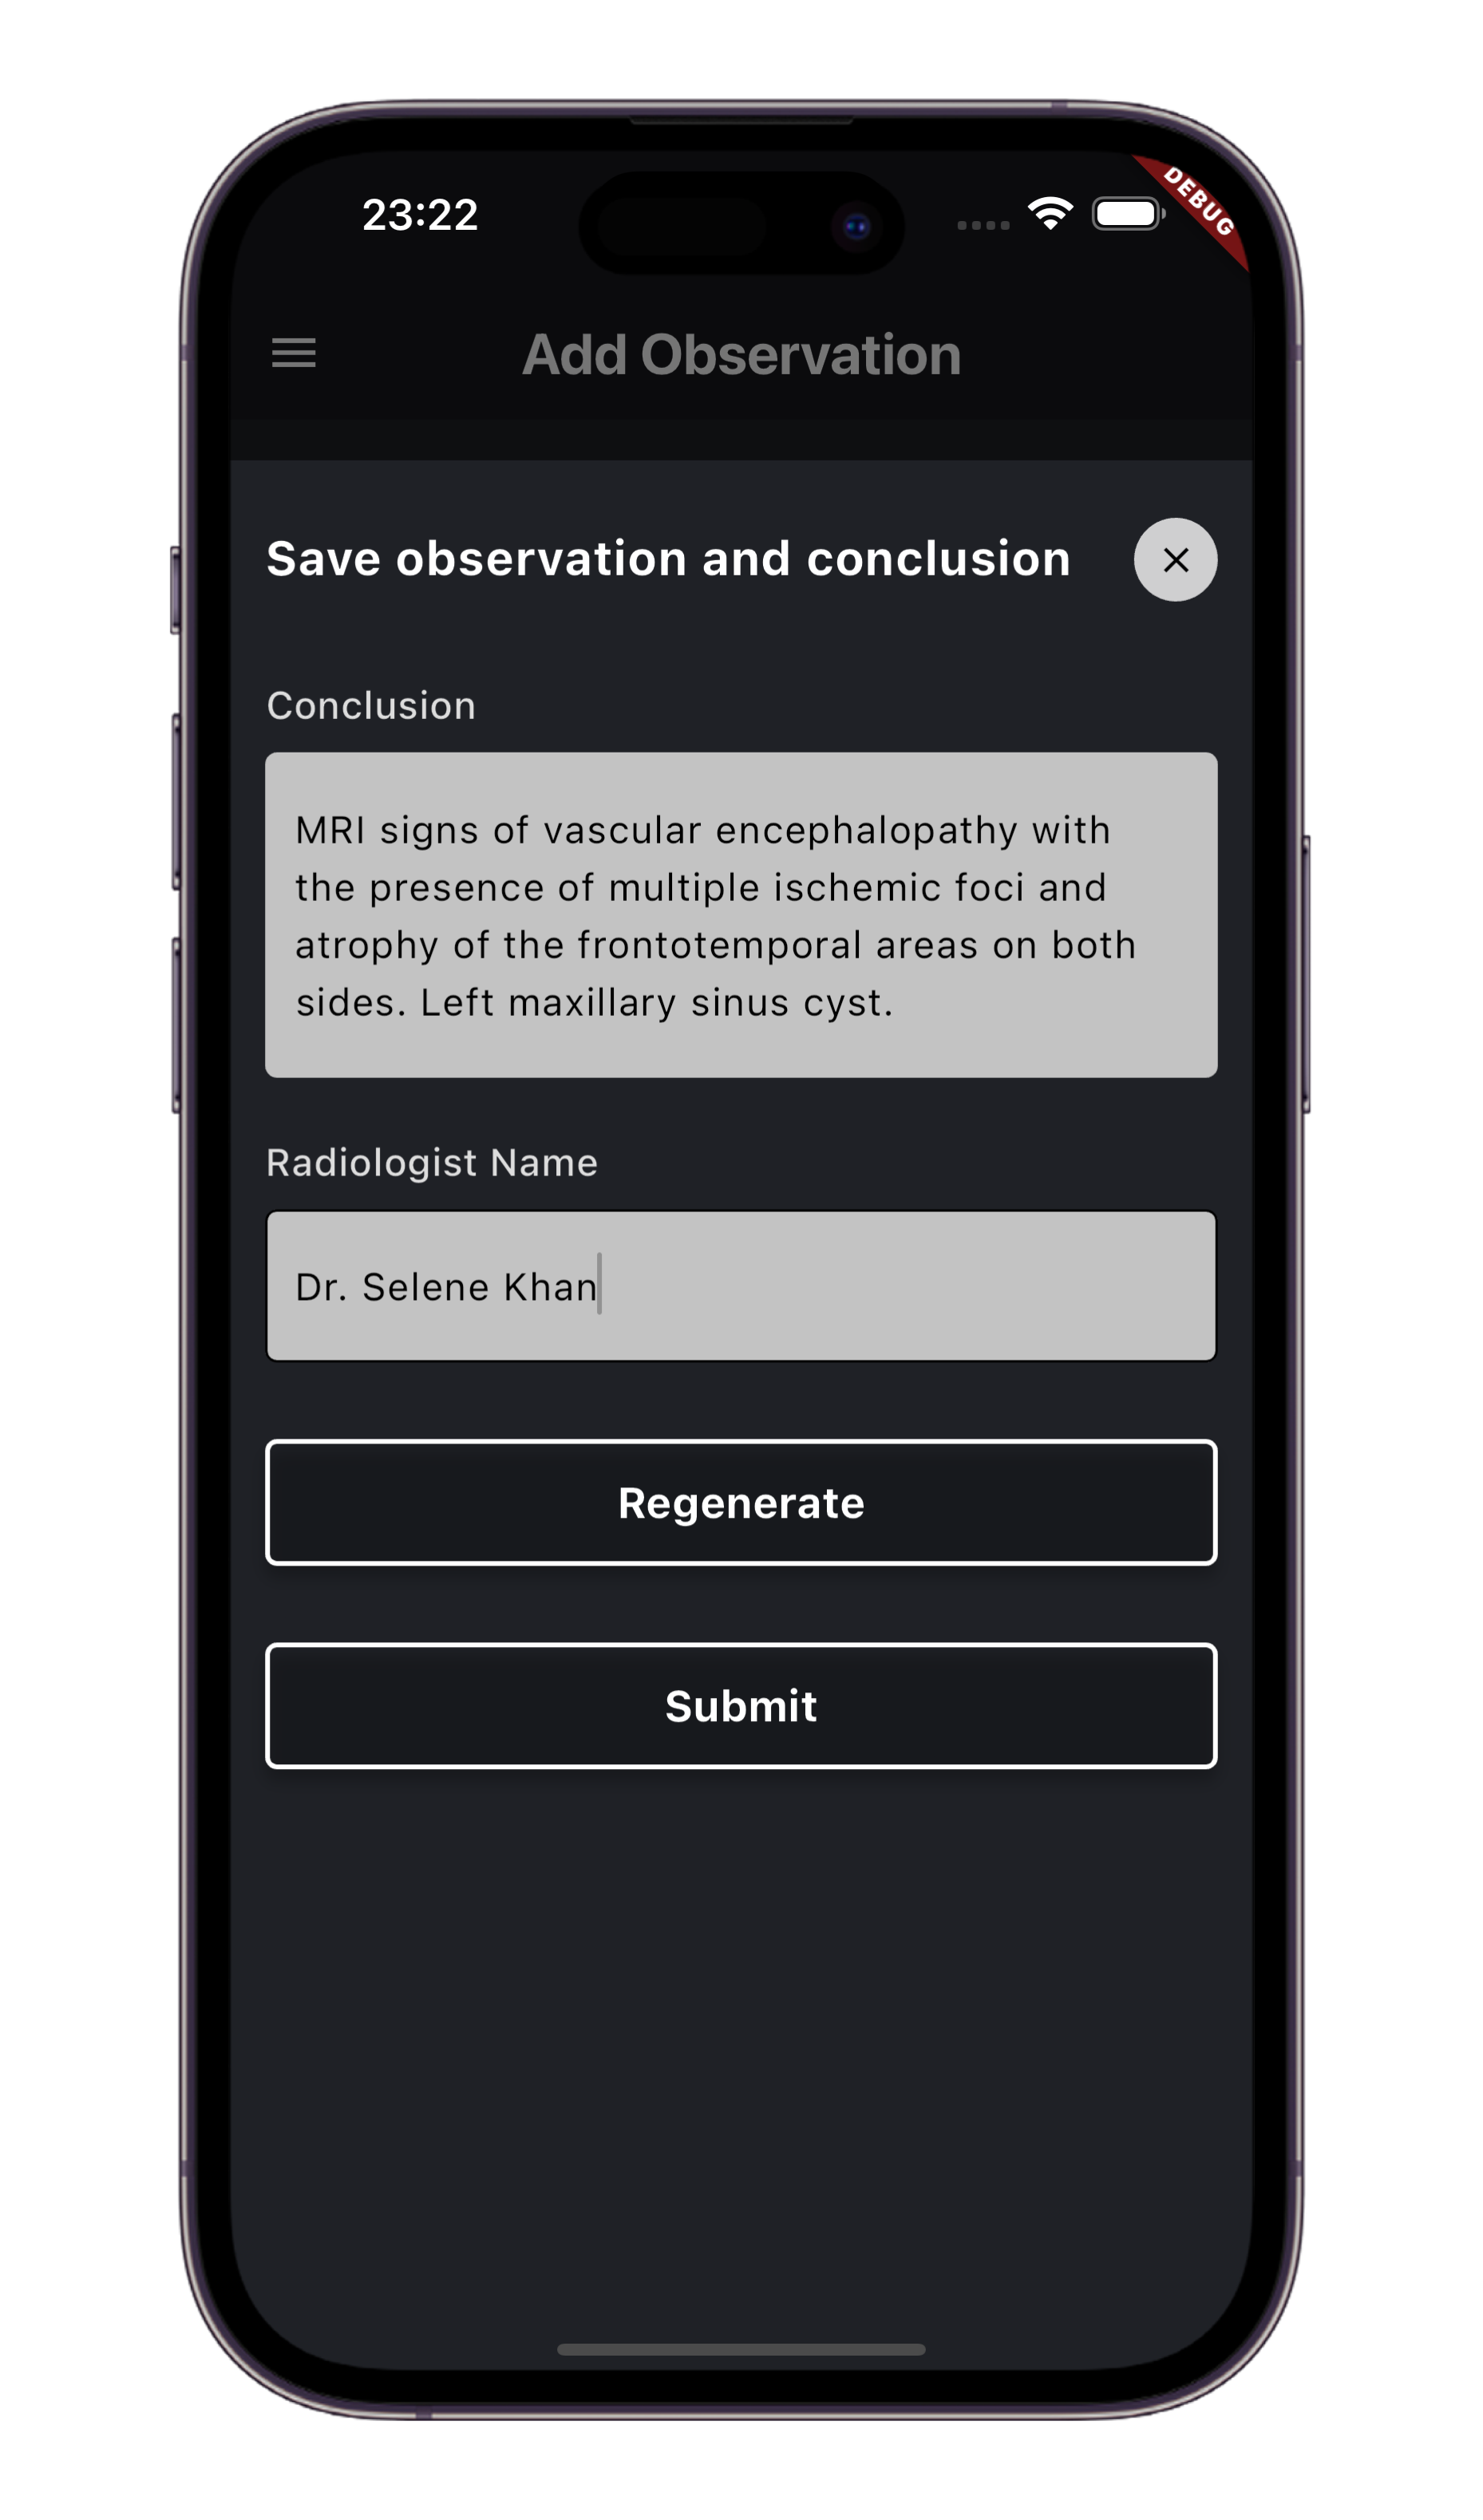 23:22
DEBUG
Add Observation
Save observation and conclusion
Conclusion
MRI signs of vascular encephalopathy with
the presence of multiple ischemic foci and
atrophy of the frontotemporal areas on both
sides. Left maxillary sinus cyst.
Radiologist Name
Dr. Selene Khan
Regenerate
Submit